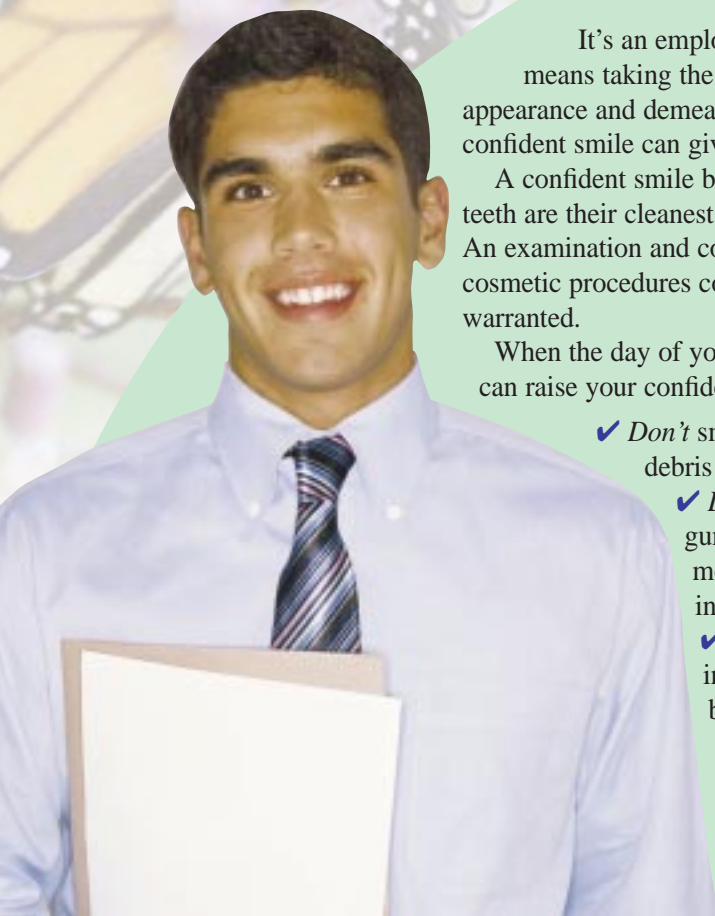 It's an emplo
means taking the
appearance and demea
confident smile can giv
A confident smile b
teeth are their cleanest
An examination and co
cosmetic procedures co
warranted.
When the day of yo
can raise your confide
✔ Don't sm
debris
✔ D
gum
mo
in
✔
in
b